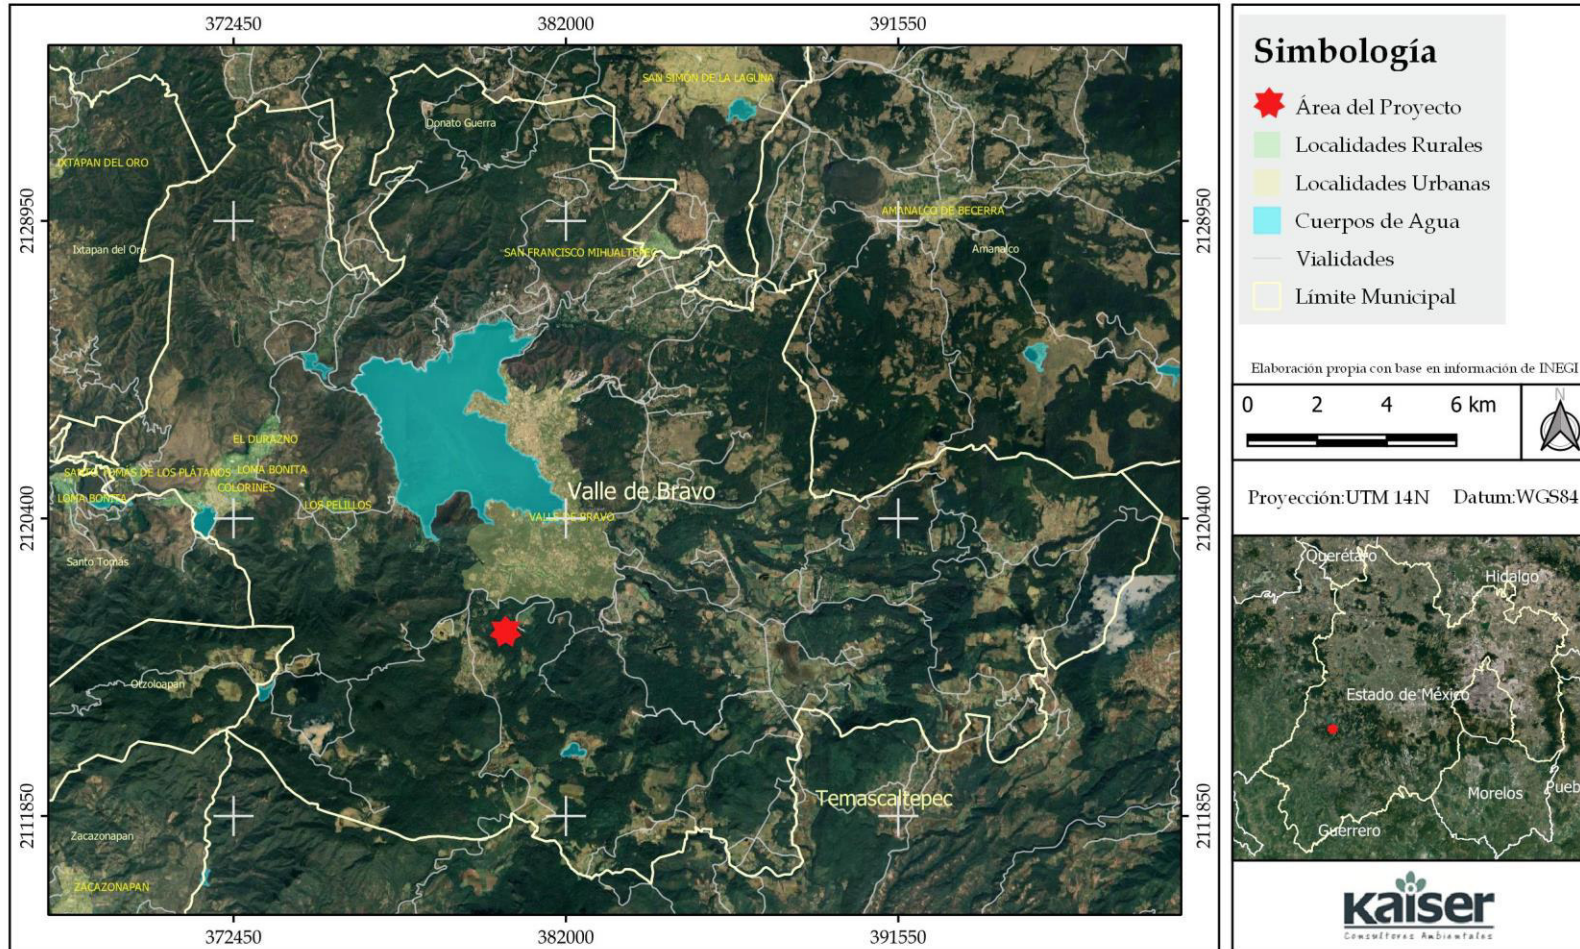 372450
382000
391550
2128950
2120400
2111850
SAN SIMÓN DE LA LAGUNA
Donato Guerra
IXTAPAN DEL ORO
AMANALCO DE BECERRA
Ixtapan del Oro
SAN FRANCISCO MIHUALTEPEC
Amanalco
EL DURAZNO
SANTO TOMÁS DE LOS PLÁTANOS
LOMA BONITA
COLORINES
LOMA BONITA
LOS PELILLOS
Valle de Bravo
VALLE DE BRAVO
Santo Tomás
Otzoloapan
Temascaltepec
Zacazonapan
ZACAZONAPAN
2128950
2120400
2111850
372450
382000
391550
Simbología
Área del Proyecto
Localidades Rurales
Localidades Urbanas
Cuerpos de Agua
Vialidades
Límite Municipal
Elaboración propia con base en información de INEGI
0 2 4 6 km
N
Proyección:UTM 14N Datum:WGS84
Querétaro
Hidalgo
Estado de México
Morelos
Pueb
Guerrero
Kaiser
Consultores Ambientales